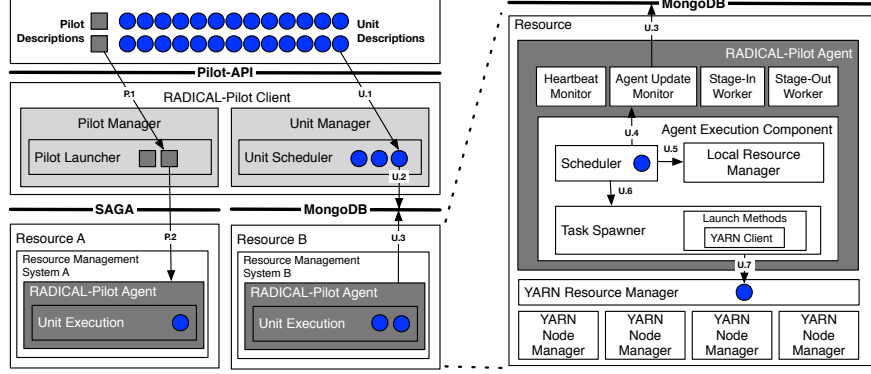 Pilot
Descriptions
Unit
Descriptions
Pilot-API
P.1
U.1
RADICAL-Pilot Client
Pilot Manager
Pilot Launcher
Unit Manager
Unit Scheduler
U.2
SAGA
MongoDB
P.2
U.3
Resource A
Resource Management
System A
RADICAL-Pilot Agent
Unit Execution
Resource B
Resource Management
System B
RADICAL-Pilot Agent
Unit Execution
MongoDB
Resource
U.3
RADICAL-Pilot Agent
Heartbeat
Monitor
Agent Update
Monitor
Stage-In
Worker
Stage-Out
Worker
U.4
Agent Execution Component
Scheduler
U.5
Local Resource
Manager
U.6
Task Spawner
Launch Methods
YARN Client
U.7
YARN Resource Manager
YARN
Node
Manager
YARN
Node
Manager
YARN
Node
Manager
YARN
Node
Manager